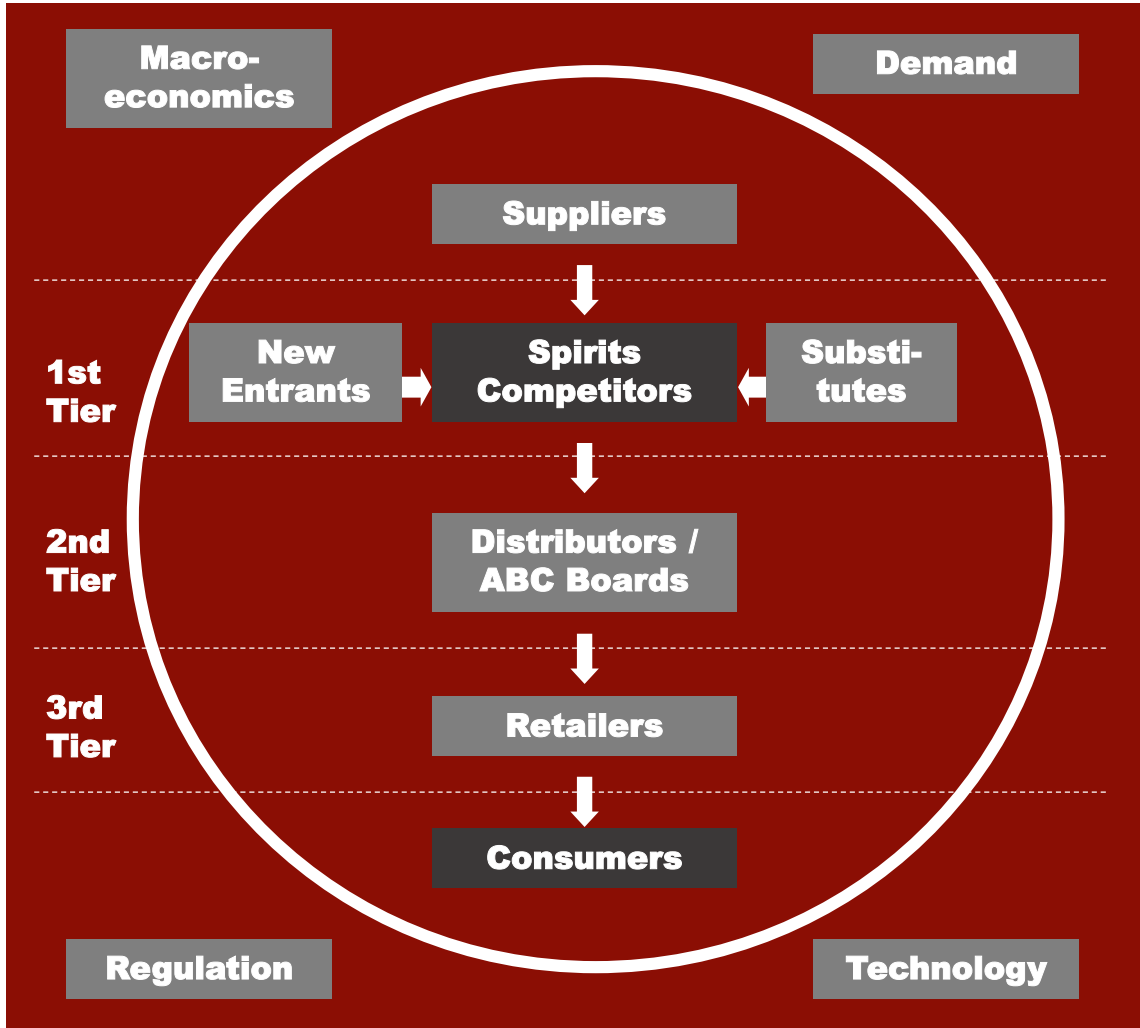 Macro-
economics
Demand
Suppliers
1st
Tier
New
Entrants
Spirits
Competitors
Substi-
tutes
2nd
Tier
Distributors /
ABC Boards
3rd
Tier
Retailers
Consumers
Regulation
Technology